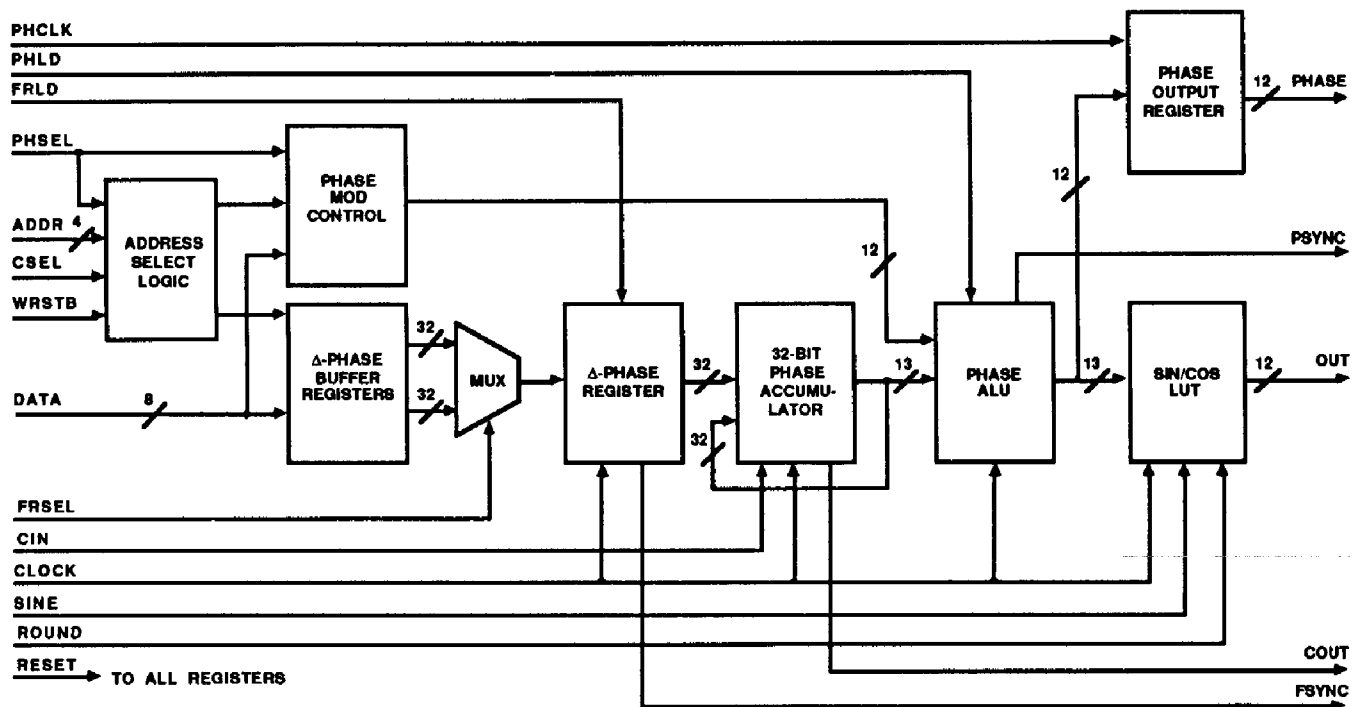 PHCLK
PHLD
FRLD
PHSEL
ADDR
4
CSEL
WRSTB
DATA
8
FRSEL
CIN
CLOCK
SINE
ROUND
RESET
TO ALL REGISTERS
ADDRESS
SELECT
LOGIC
PHASE
MOD
CONTROL
Δ-PHASE
BUFFER
REGISTERS
32
32
MUX
Δ-PHASE
REGISTER
32
32-BIT
PHASE
ACCUMU-
LATOR
32
13
12
PHASE
ALU
12
13
PHASE
OUTPUT
REGISTER
12
PHASE
PSYNC
SIN/COS
LUT
12
OUT
COUT
FSYNC